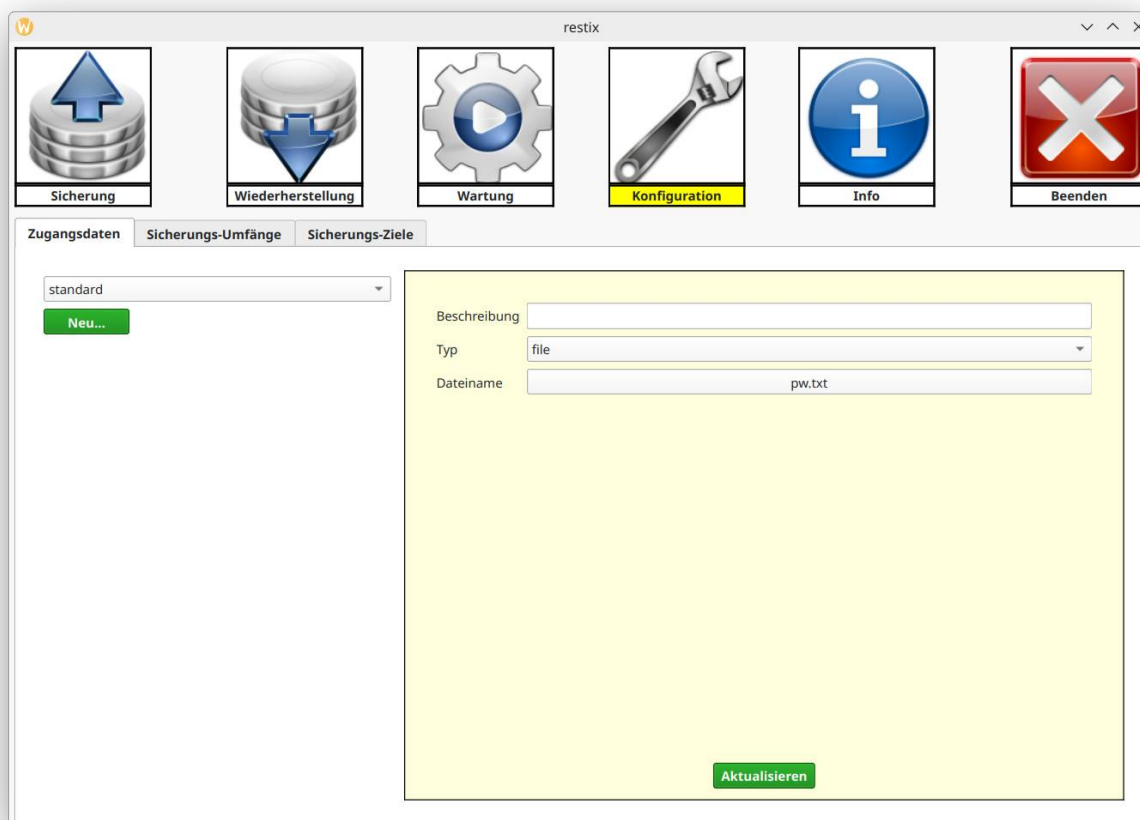 restix
Sicherung Wiederherstellung Wartung Konfiguration Info Beenden
Zugangsdaten Sicherungs-Umfänge Sicherungs-Ziele
standard
Neu...
Beschreibung
Typ file
Dateiname pw.txt
Aktualisieren